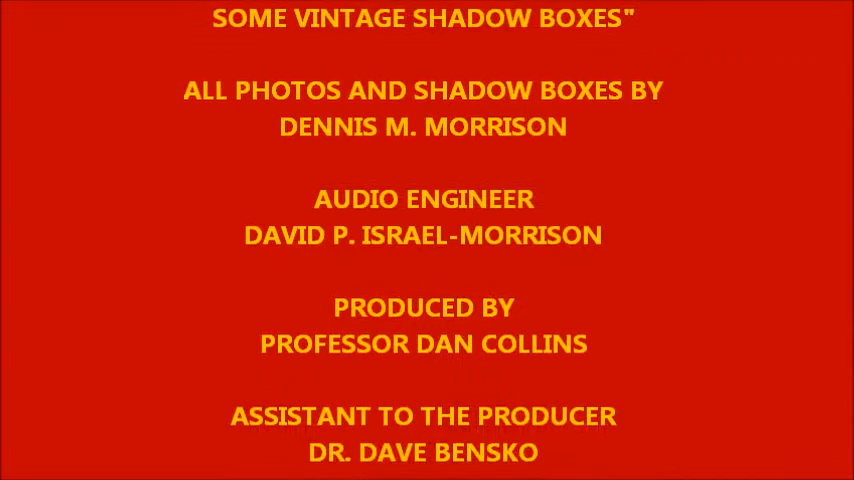 SOME VINTAGE SHADOW BOXES"
ALL PHOTOS AND SHADOW BOXES BY
DENNIS M. MORRISON
AUDIO ENGINEER
DAVID P. ISRAEL-MORRISON
PRODUCED BY
PROFESSOR DAN COLLINS
ASSISTANT TO THE PRODUCER
DR. DAVE BENSKO